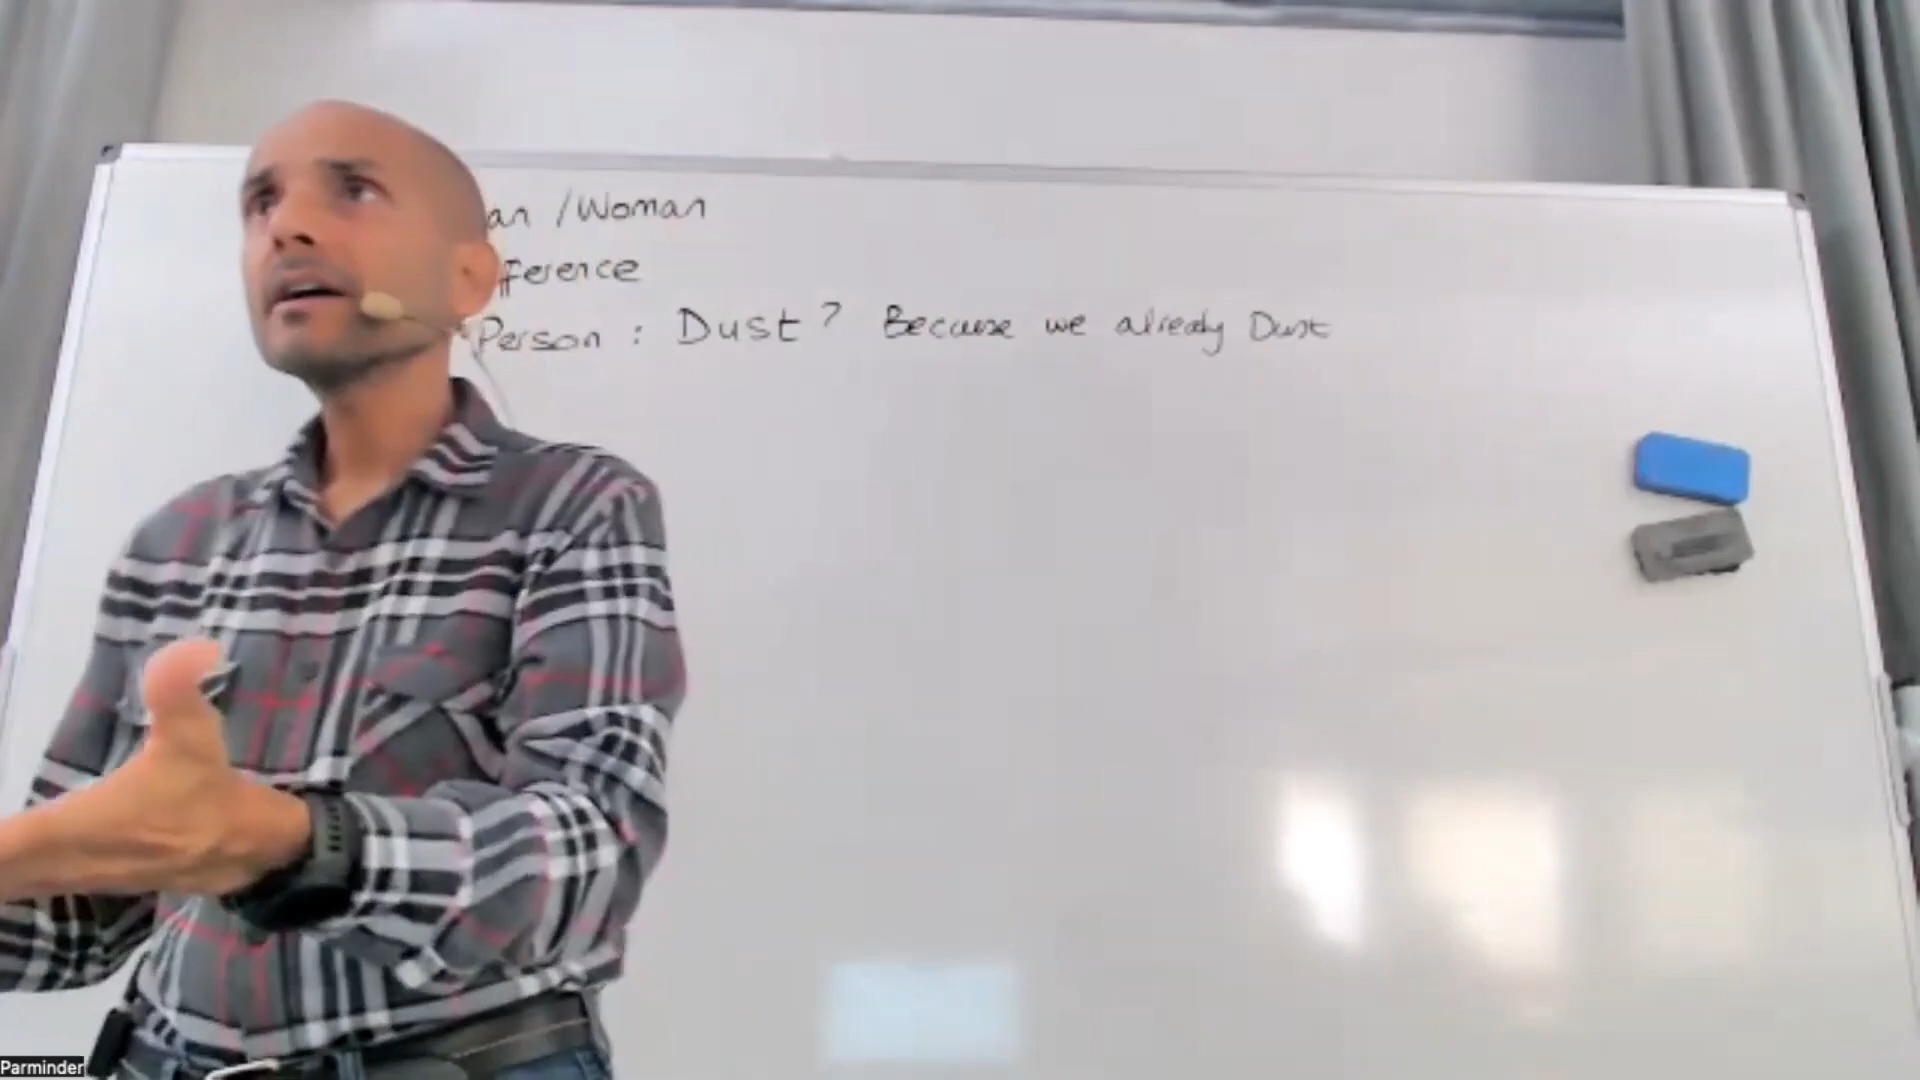 an / Woman
fference
Person : Dust? Because we already Dust
Parminder